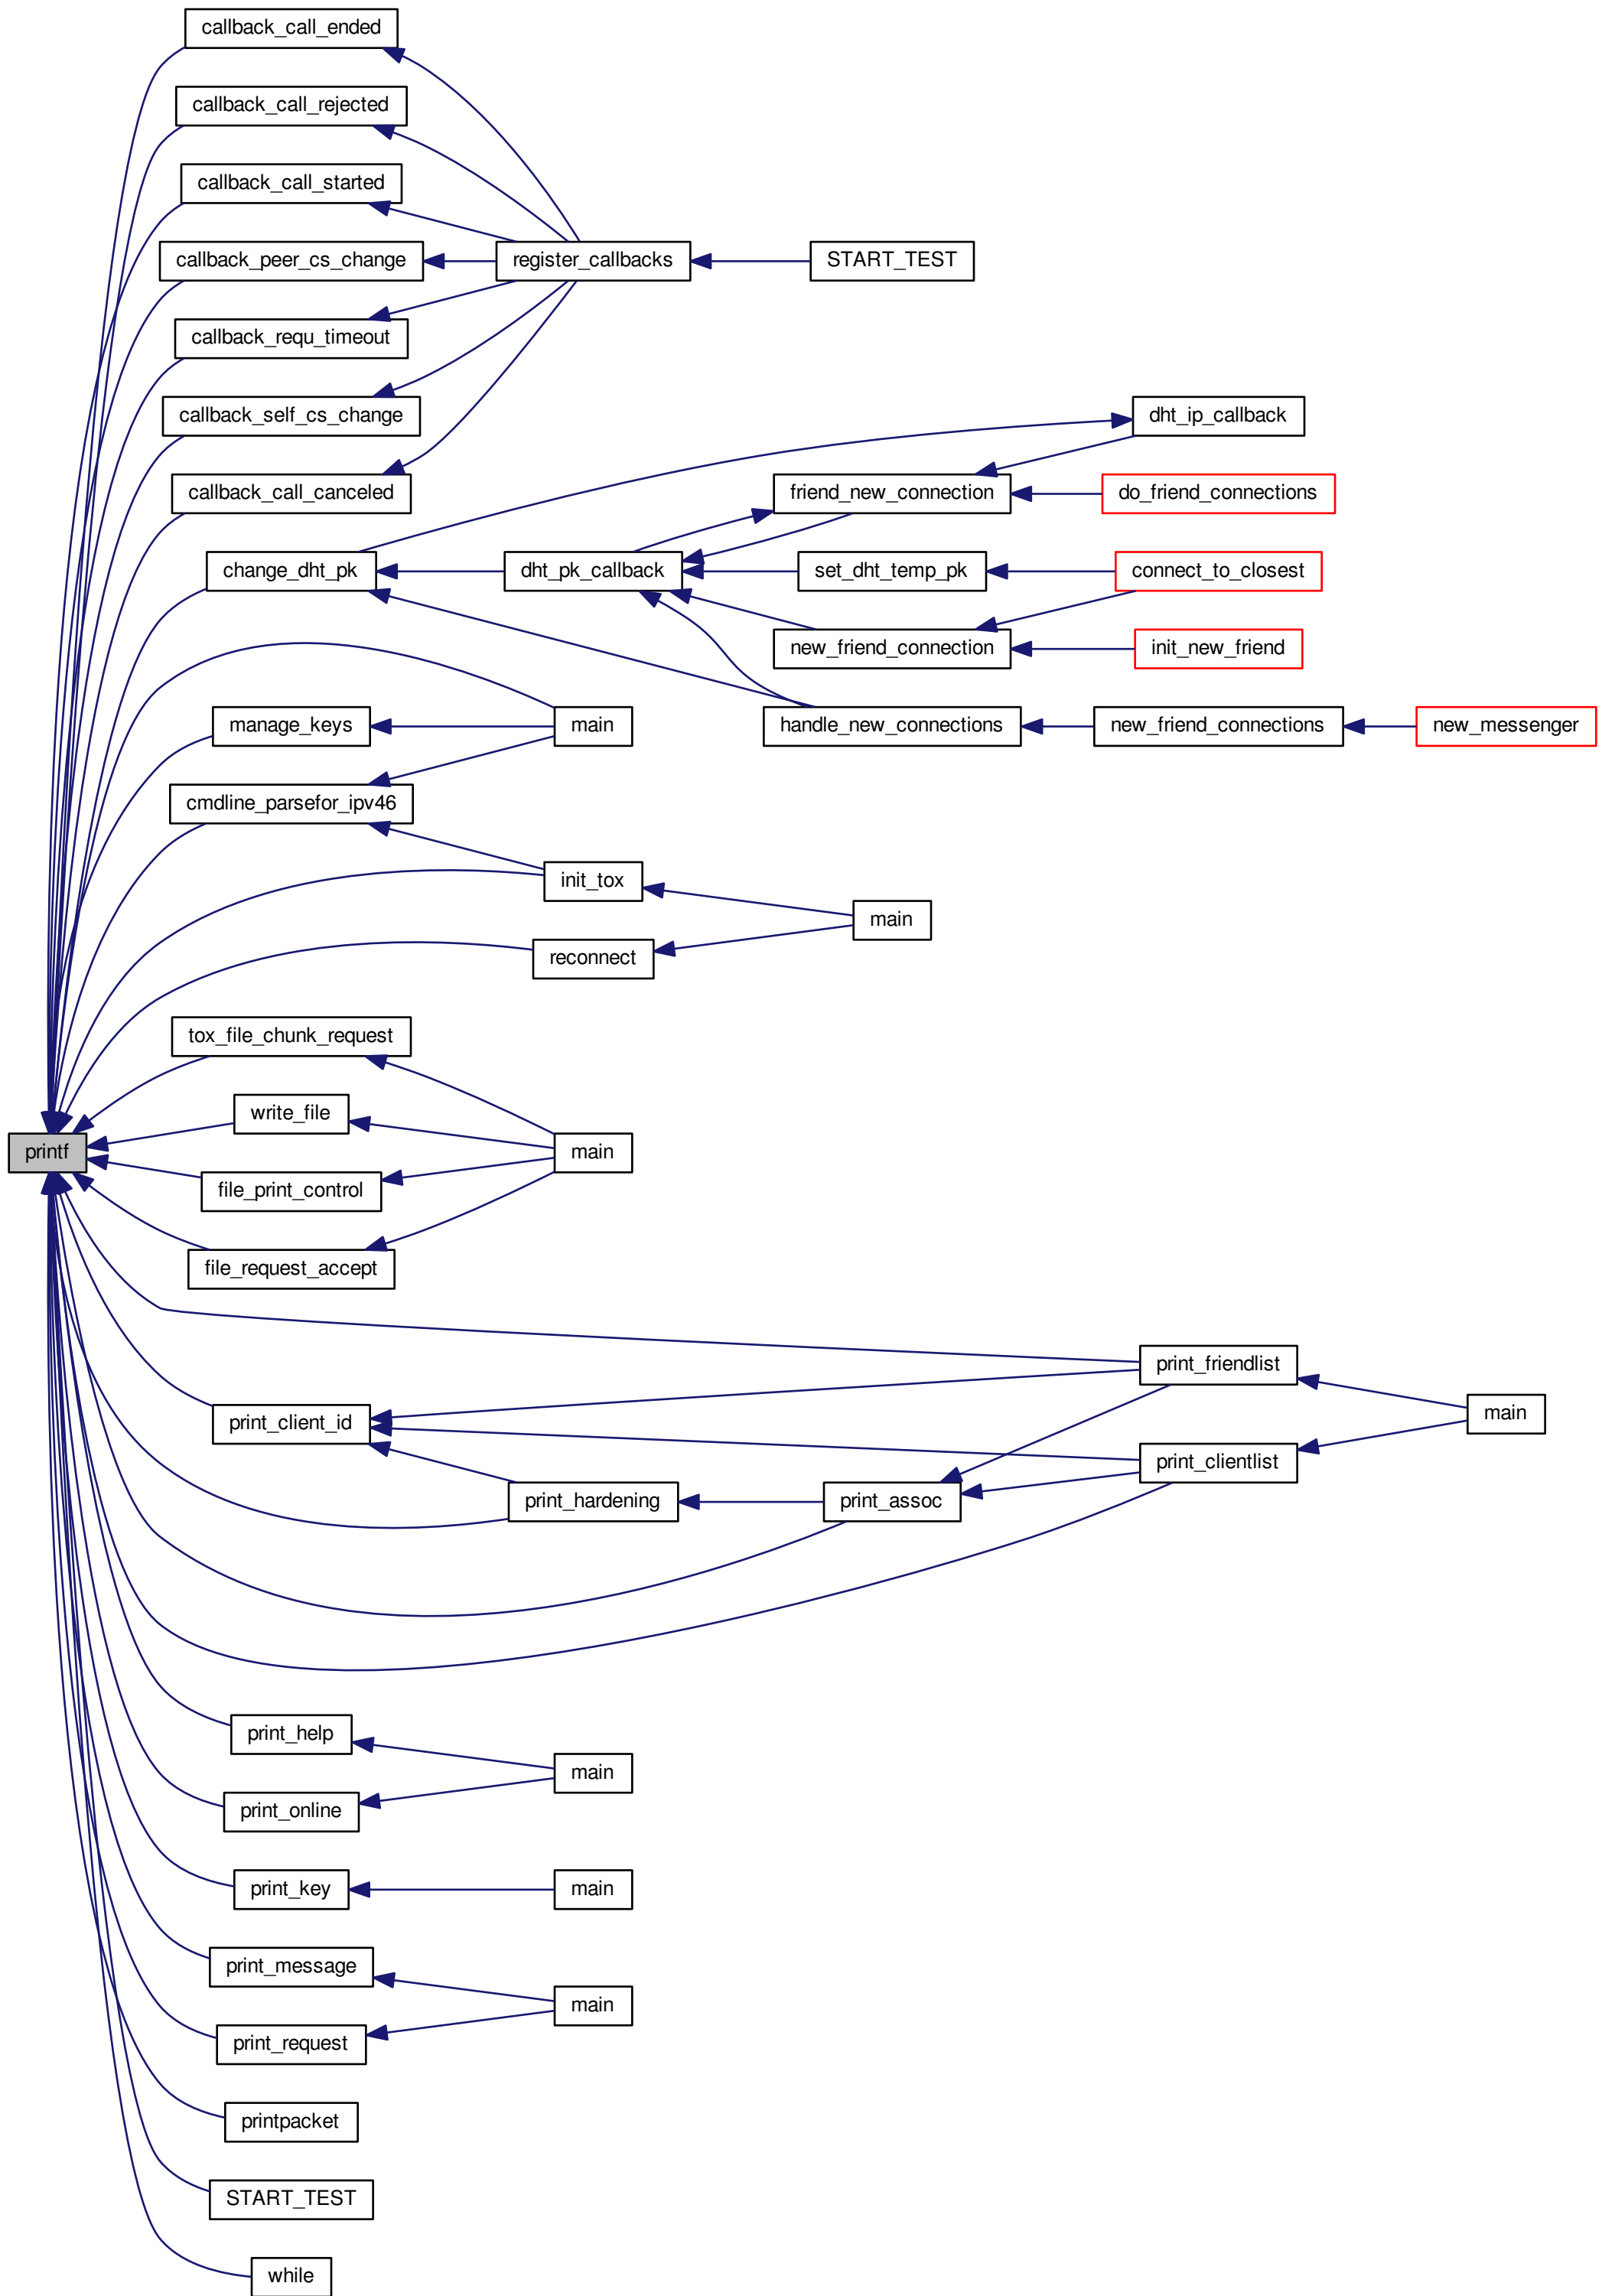 callback_call_ended
callback_call_rejected
callback_call_started
callback_peer_cs_change
register_callbacks
START_TEST
callback_requ_timeout
callback_self_cs_change
dht_ip_callback
callback_call_canceled
friend_new_connection
do_friend_connections
change_dht_pk
dht_pk_callback
set_dht_temp_pk
connect_to_closest
new_friend_connection
init_new_friend
manage_keys
main
handle_new_connections
new_friend_connections
new_messenger
cmdline_parsefor_ipv46
init_tox
main
reconnect
tox_file_chunk_request
write_file
printf
main
file_print_control
file_request_accept
print_friendlist
print_client_id
main
print_clientlist
print_hardening
print_assoc
print_help
main
print_online
print_key
main
print_message
main
print_request
printpacket
START_TEST
while